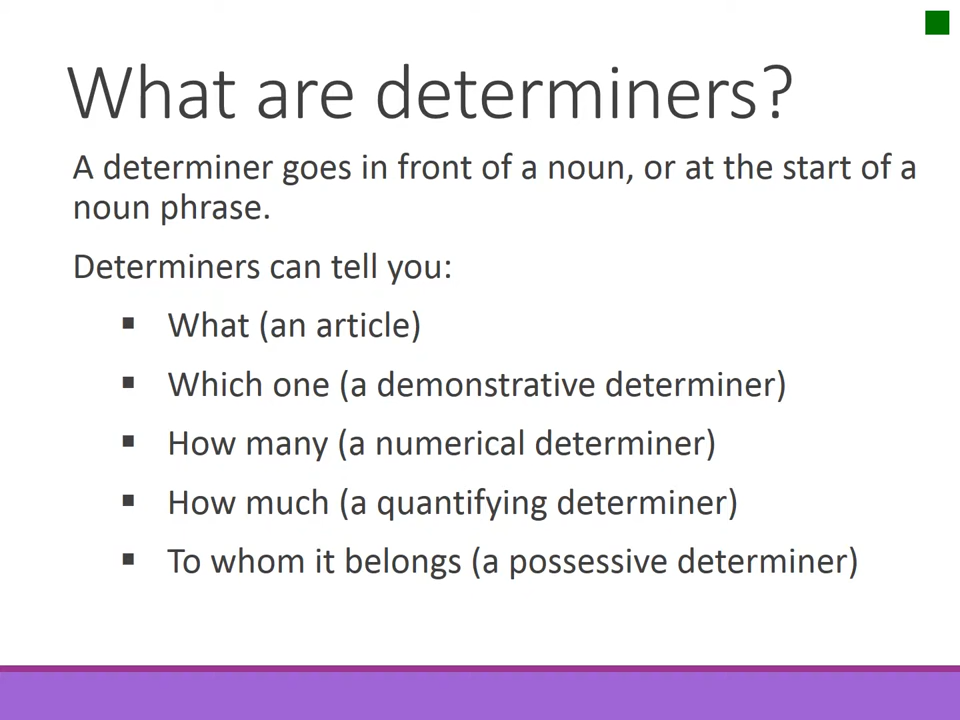 What are determiners?
A determiner goes in front of a noun, or at the start of a
noun phrase.
Determiners can tell you:
▪ What (an article)
▪ Which one (a demonstrative determiner)
▪ How many (a numerical determiner)
▪ How much (a quantifying determiner)
▪ To whom it belongs (a possessive determiner)